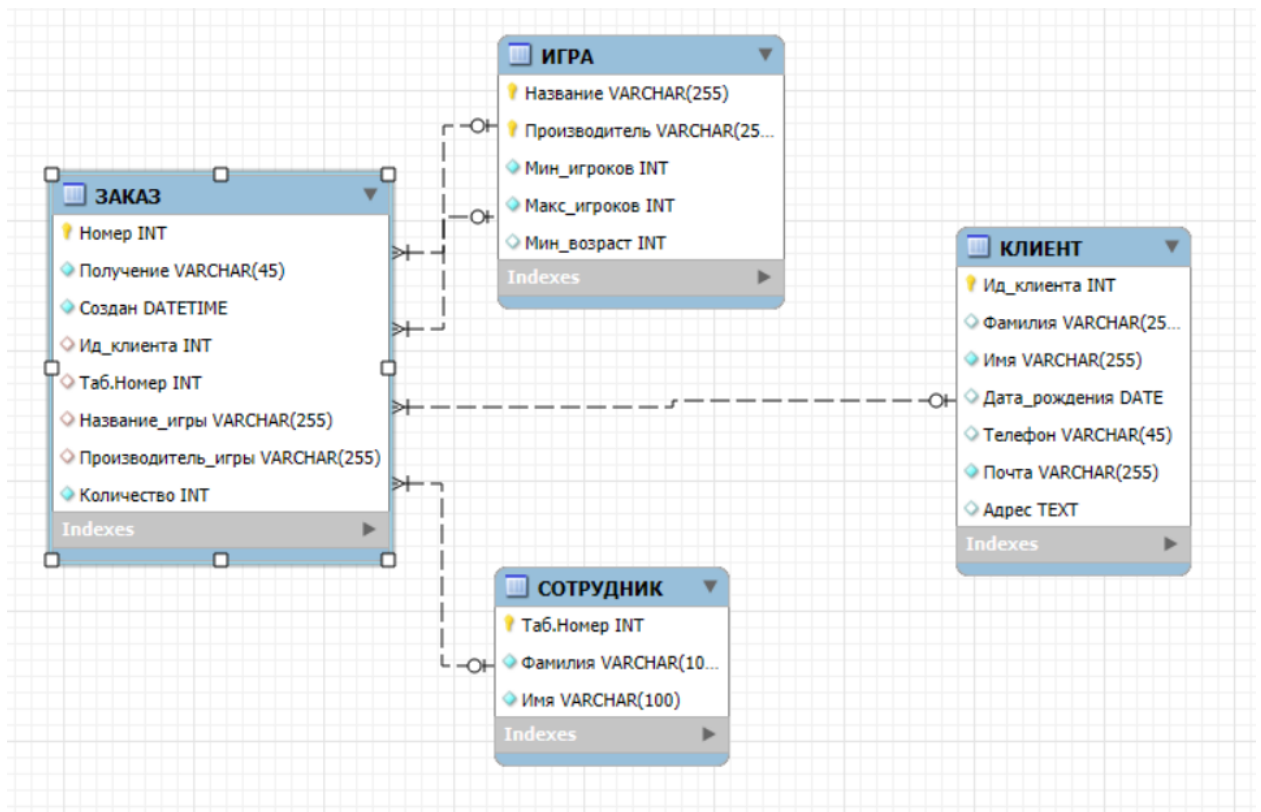 ИГРА
Название VARCHAR(255)
Производитель VARCHAR(25...
Мин_игроков INT
Макс_игроков INT
Мин_возраст INT
Indexes
ЗАКАЗ
Номер INT
Получение VARCHAR(45)
Создан DATETIME
Ид_клиента INT
Таб.Номер INT
Название_игры VARCHAR(255)
Производитель_игры VARCHAR(255)
Количество INT
Indexes
КЛИЕНТ
Ид_клиента INT
Фамилия VARCHAR(25...
Имя VARCHAR(255)
Дата_рождения DATE
Телефон VARCHAR(45)
Почта VARCHAR(255)
Адрес TEXT
Indexes
СОТРУДНИК
Таб.Номер INT
Фамилия VARCHAR(10...
Имя VARCHAR(100)
Indexes